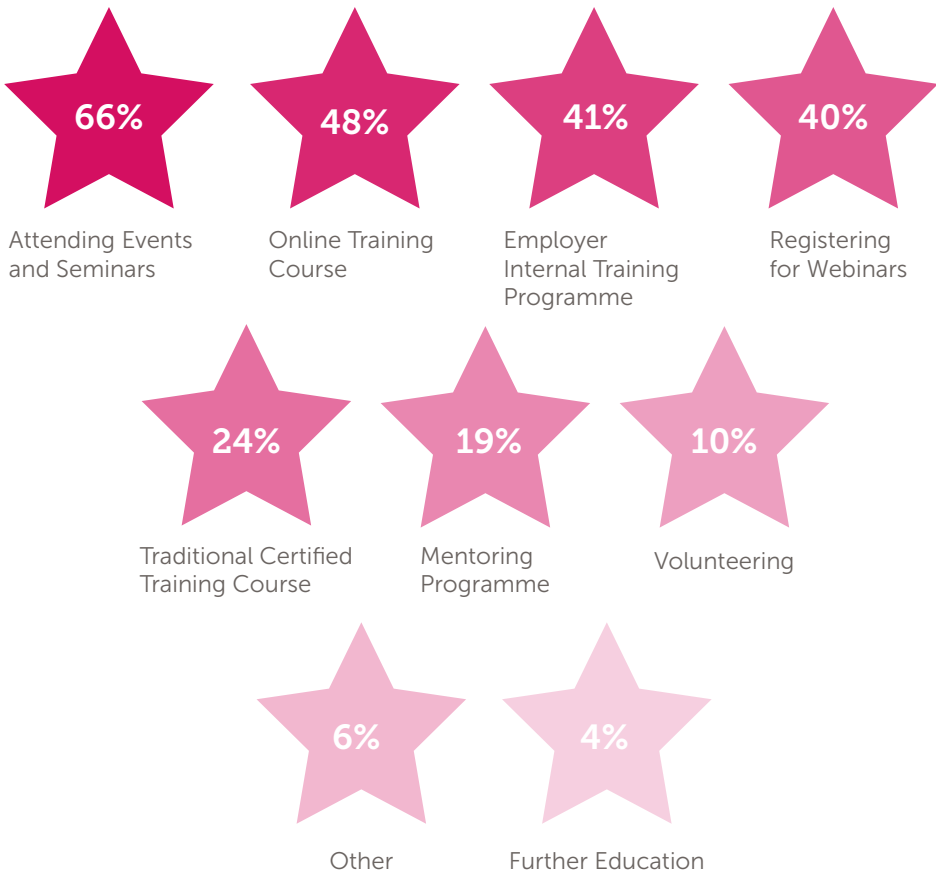 66%
48%
41%
40%
Attending Events
and Seminars
Online Training
Course
Employer
Internal Training
Programme
Registering
for Webinars
24%
19%
10%
Traditional Certified
Training Course
Mentoring
Programme
Volunteering
6%
4%
Other
Further Education